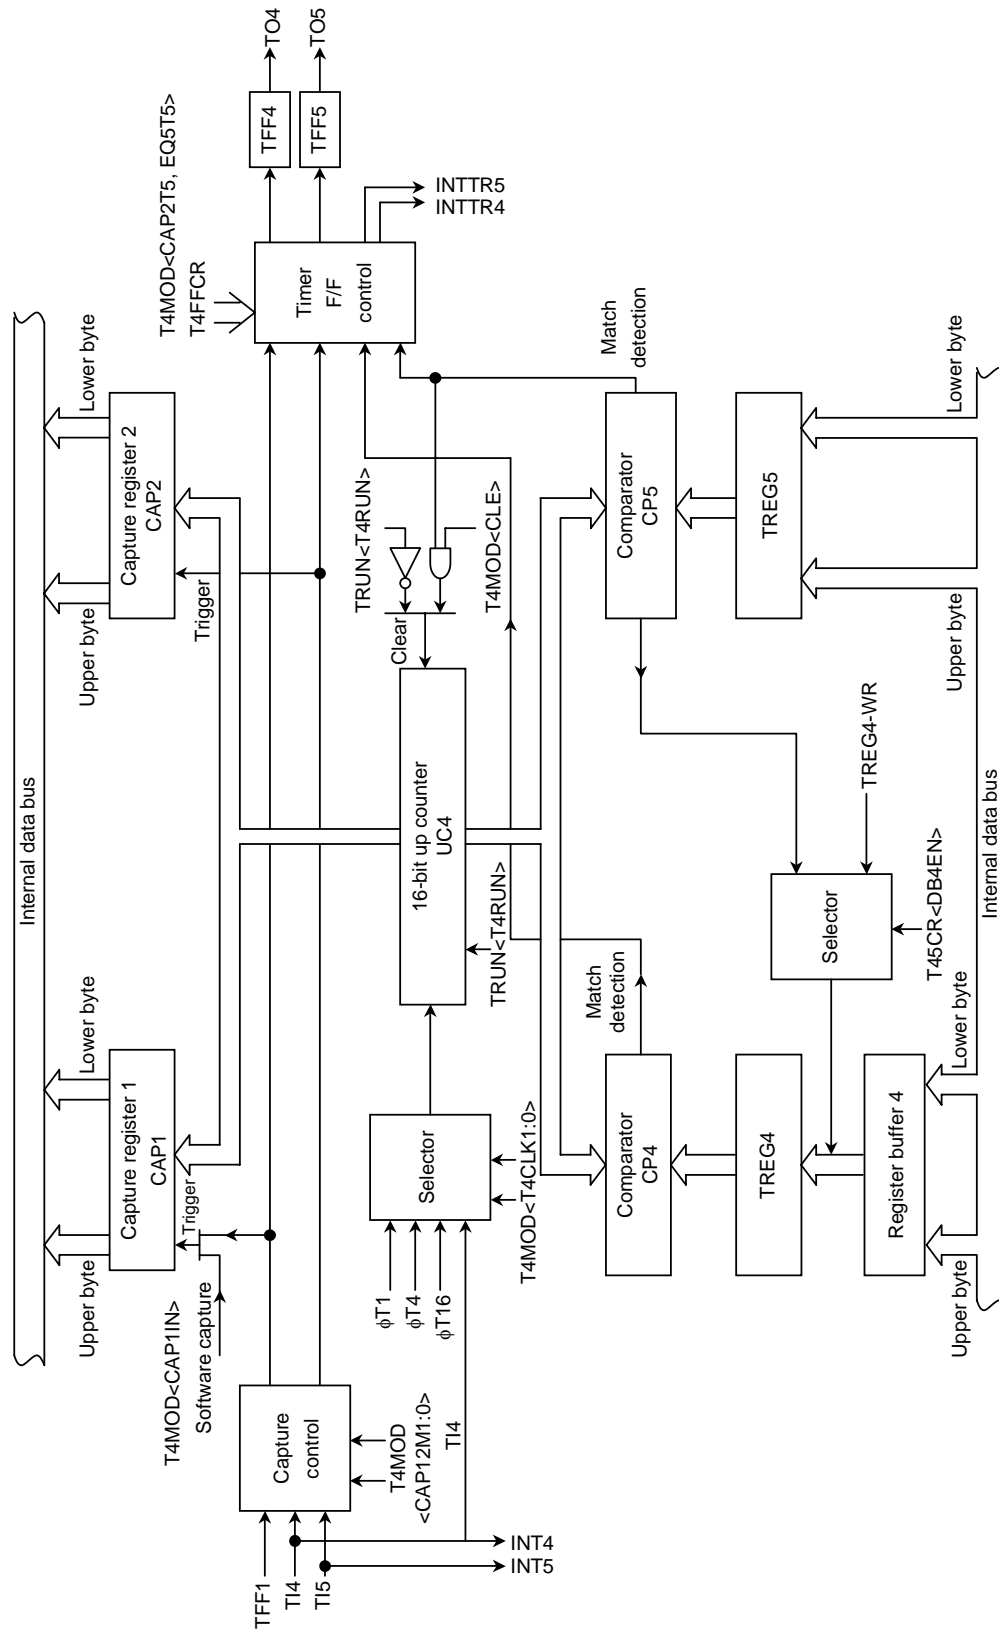 Internal data bus
Upper byte
Lower byte
Upper byte
Lower byte
T4MOD<CAP1IN>
Software capture
Capture register 1
CAP1
Trigger
Capture register 2
CAP2
Trigger
T4MOD<CAP2T5, EQ5T5>
T4FFCR
TFF1
TI4
TI5
Capture
control
T4MOD
<CAP12M1:0>
TI4
INT4
INT5
Timer
F/F
control
TFF4
TO4
TFF5
TO5
INTTR5
INTTR4
φT1
φT4
φT16
Selector
T4MOD<T4CLK1:0>
16-bit up counter
UC4
TRUN<T4RUN>
Clear
TRUN<T4RUN>
T4MOD<CLE>
Match
detection
Match
detection
Comparator
CP4
Comparator
CP5
TREG4
TREG5
Register buffer 4
Selector
TREG4-WR
T45CR<DB4EN>
Upper byte
Lower byte
Internal data bus
Upper byte
Lower byte